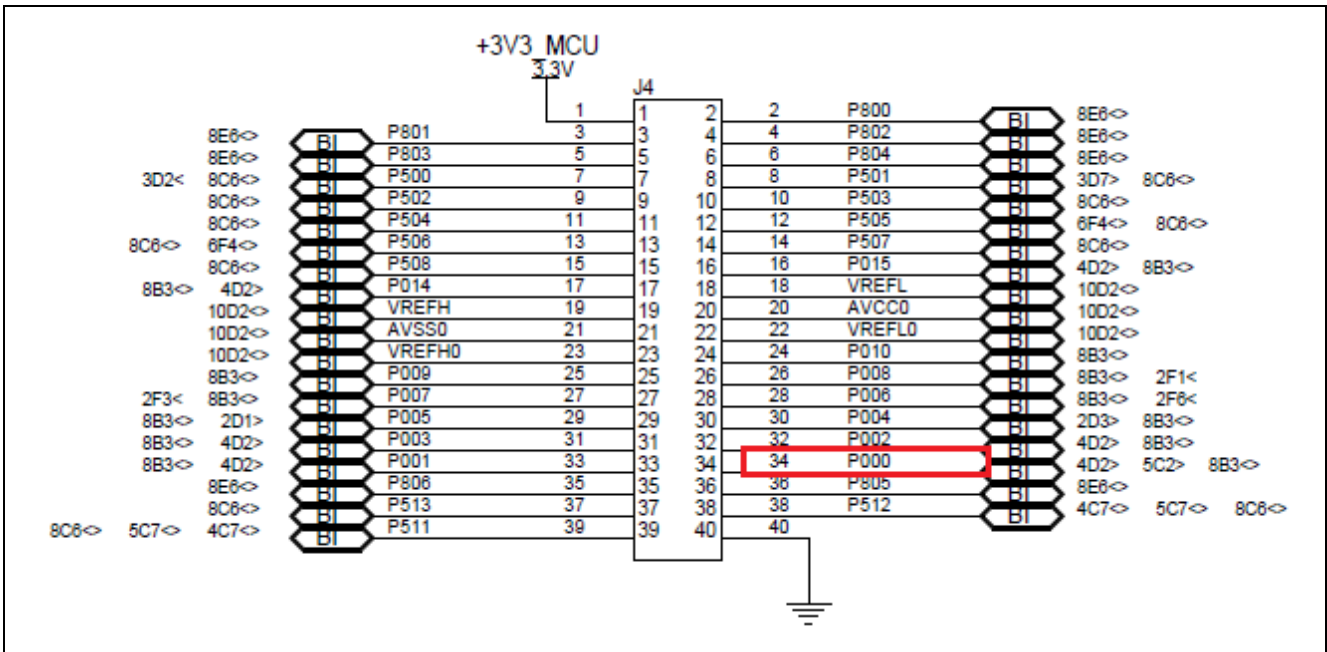 +3V3_MCU
3.3V
J4
1 1 2 2 P800 BI 8E6<>
8E6<> BI P801 3 3 4 4 P802 BI 8E6<>
8E6<> BI P803 5 5 6 6 P804 BI 8E6<>
3D2< 8C6<> BI P500 7 7 8 8 P501 BI 3D7> 8C6<>
8C6<> BI P502 9 9 10 10 P503 BI 8C6<>
8C6<> BI P504 11 11 12 12 P505 BI 6F4<> 8C6<>
8C6<> 6F4<> BI P506 13 13 14 14 P507 BI 8C6<>
8C6<> BI P508 15 15 16 16 P015 BI 4D2> 8B3<>
8B3<> 4D2> BI P014 17 17 18 18 VREFL BI 10D2<>
10D2<> BI VREFH 19 19 20 20 AVCC0 BI 10D2<>
10D2<> BI AVSS0 21 21 22 22 VREFL0 BI 10D2<>
10D2<> BI VREFH0 23 23 24 24 P010 BI 8B3<>
8B3<> BI P009 25 25 26 26 P008 BI 8B3<> 2F1<
2F3< 8B3<> BI P007 27 27 28 28 P006 BI 8B3<> 2F6<
8B3<> 2D1> BI P005 29 29 30 30 P004 BI 2D3> 8B3<>
8B3<> 4D2> BI P003 31 31 32 32 P002 BI 4D2> 8B3<>
8B3<> 4D2> BI P001 33 33 34 34 P000 BI 4D2> 5C2> 8B3<>
8E6<> BI P806 35 35 36 36 P805 BI 8E6<>
8C6<> BI P513 37 37 38 38 P512 BI 4C7<> 5C7<> 8C6<>
8C6<> 5C7<> 4C7<> BI P511 39 39 40 40